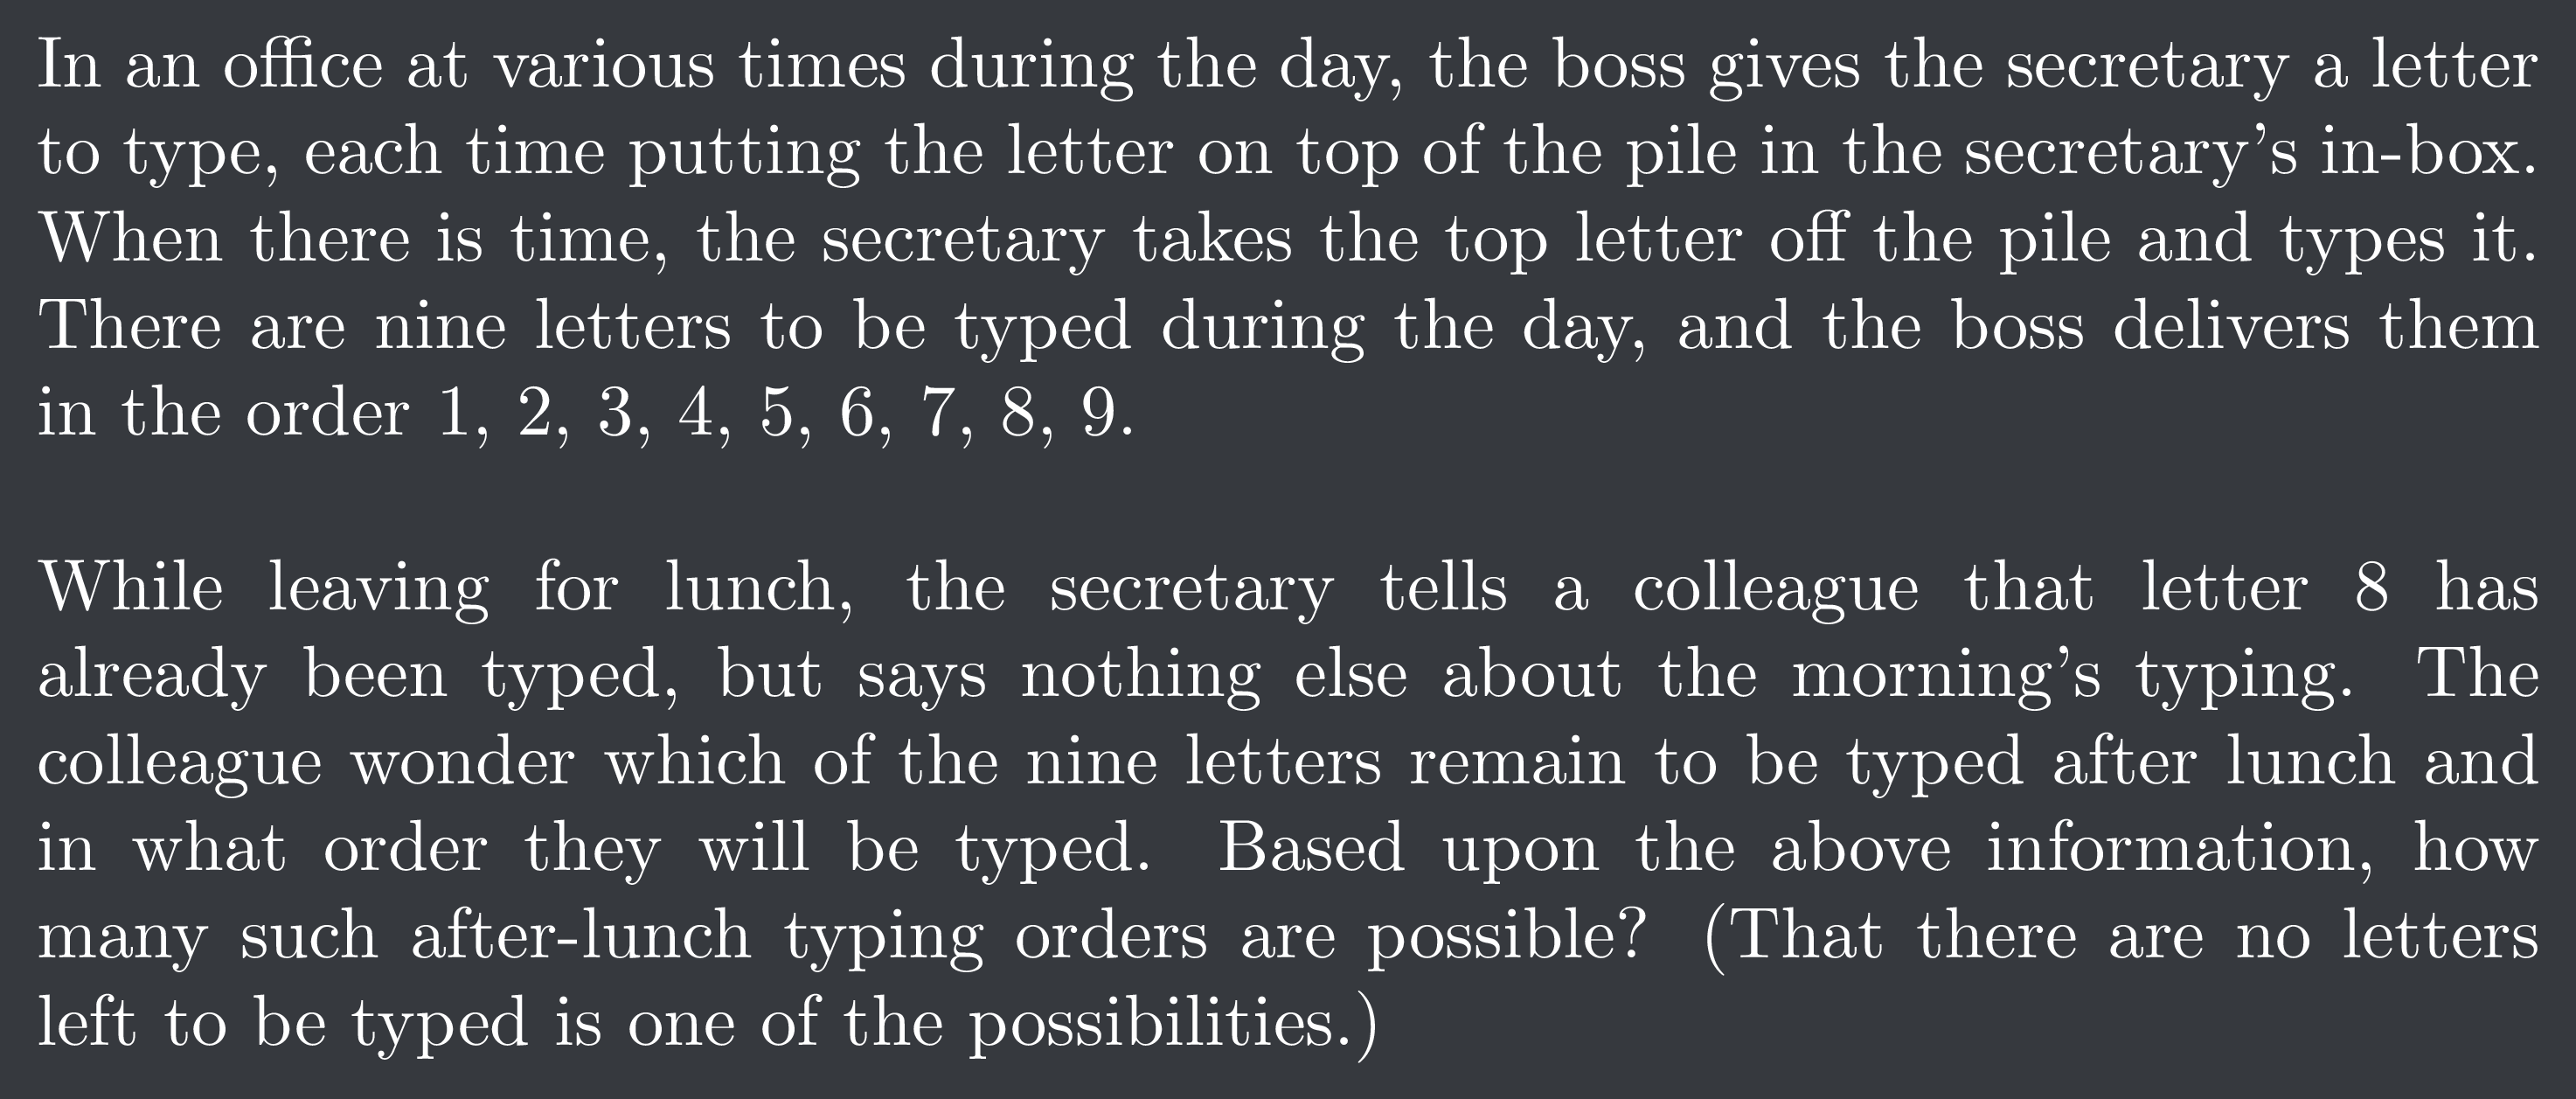 In an office at various times during the day, the boss gives the secretary a letter
to type, each time putting the letter on top of the pile in the secretary's in-box.
When there is time, the secretary takes the top letter off the pile and types it.
There are nine letters to be typed during the day, and the boss delivers them
in the order 1, 2, 3, 4, 5, 6, 7, 8, 9.
While leaving for lunch, the secretary tells a colleague that letter 8 has
already been typed, but says nothing else about the morning's typing. The
colleague wonder which of the nine letters remain to be typed after lunch and
in what order they will be typed. Based upon the above information, how
many such after-lunch typing orders are possible? (That there are no letters
left to be typed is one of the possibilities.)